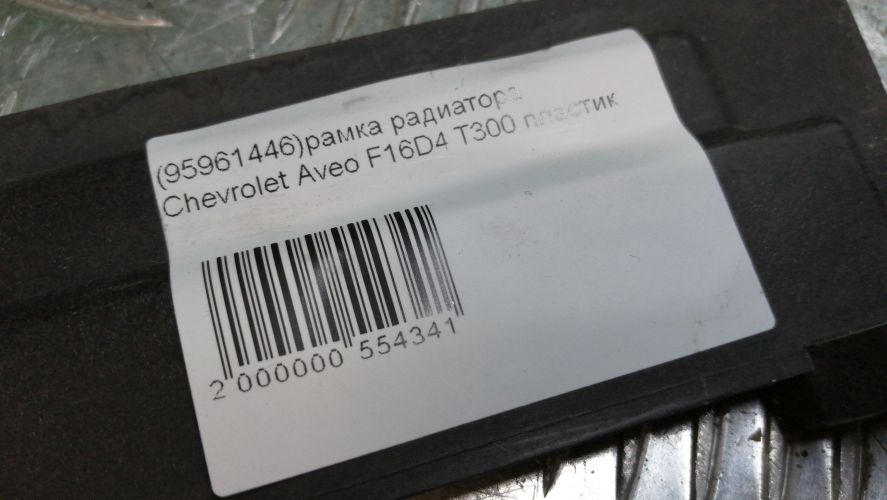 (95961446)рамка радиатора
Chevrolet Aveo F16D4 T300 пластик
2 000000 554341